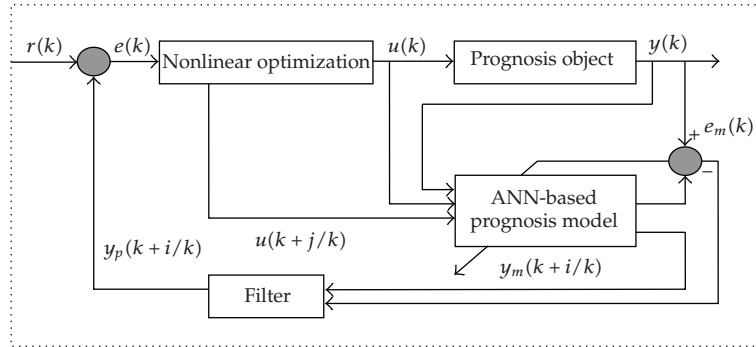 r(k)
e(k)
Nonlinear optimization
u(k)
Prognosis object
y(k)
+
e_m(k)
−
ANN-based
prognosis model
u(k + j/k)
y_p(k + i/k)
y_m(k + i/k)
Filter